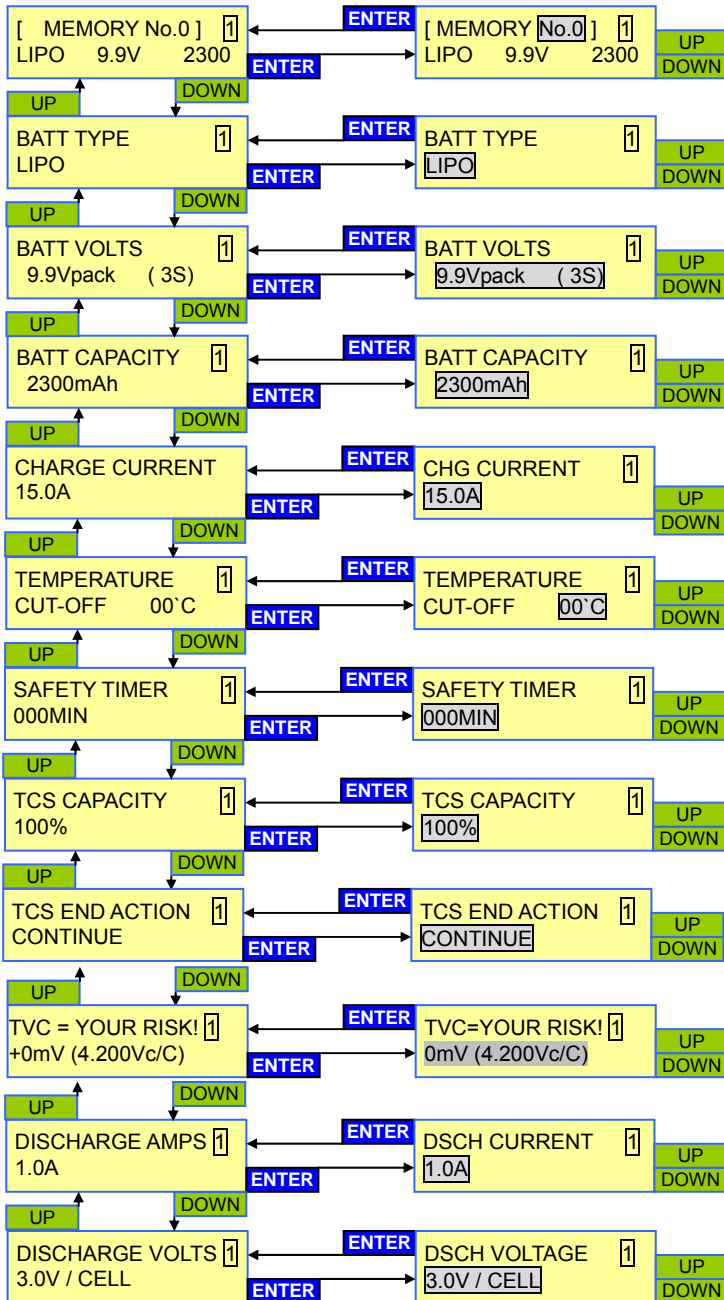 ENTER
[ MEMORY No.0 ] 1
LIPO 9.9V 2300
[ MEMORY No.0 ] 1
LIPO 9.9V 2300
UP
DOWN
ENTER
UP
DOWN
ENTER
BATT TYPE 1
LIPO
BATT TYPE 1
LIPO
UP
DOWN
ENTER
UP
DOWN
ENTER
BATT VOLTS 1
9.9Vpack ( 3S)
BATT VOLTS 1
9.9Vpack ( 3S)
UP
DOWN
ENTER
UP
DOWN
ENTER
BATT CAPACITY 1
2300mAh
BATT CAPACITY 1
2300mAh
UP
DOWN
ENTER
UP
DOWN
ENTER
CHARGE CURRENT
15.0A
CHG CURRENT 1
15.0A
UP
DOWN
ENTER
UP
DOWN
ENTER
TEMPERATURE 1
CUT-OFF 00`C
TEMPERATURE 1
CUT-OFF 00`C
UP
DOWN
ENTER
UP
DOWN
ENTER
SAFETY TIMER 1
000MIN
SAFETY TIMER 1
000MIN
UP
DOWN
ENTER
UP
DOWN
ENTER
TCS CAPACITY 1
100%
TCS CAPACITY 1
100%
UP
DOWN
ENTER
UP
DOWN
ENTER
TCS END ACTION 1
CONTINUE
TCS END ACTION 1
CONTINUE
UP
DOWN
ENTER
UP
DOWN
ENTER
TVC = YOUR RISK! 1
+0mV (4.200Vc/C)
TVC=YOUR RISK! 1
0mV (4.200Vc/C)
UP
DOWN
ENTER
UP
DOWN
ENTER
DISCHARGE AMPS 1
1.0A
DSCH CURRENT 1
1.0A
UP
DOWN
ENTER
UP
DOWN
ENTER
DISCHARGE VOLTS 1
3.0V / CELL
DSCH VOLTAGE 1
3.0V / CELL
UP
DOWN
ENTER